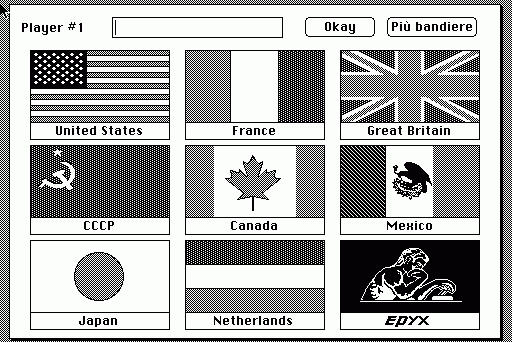 Player #1 Okay Più bandiere
United States France Great Britain
CCCP Canada Mexico
Japan Netherlands EPYX